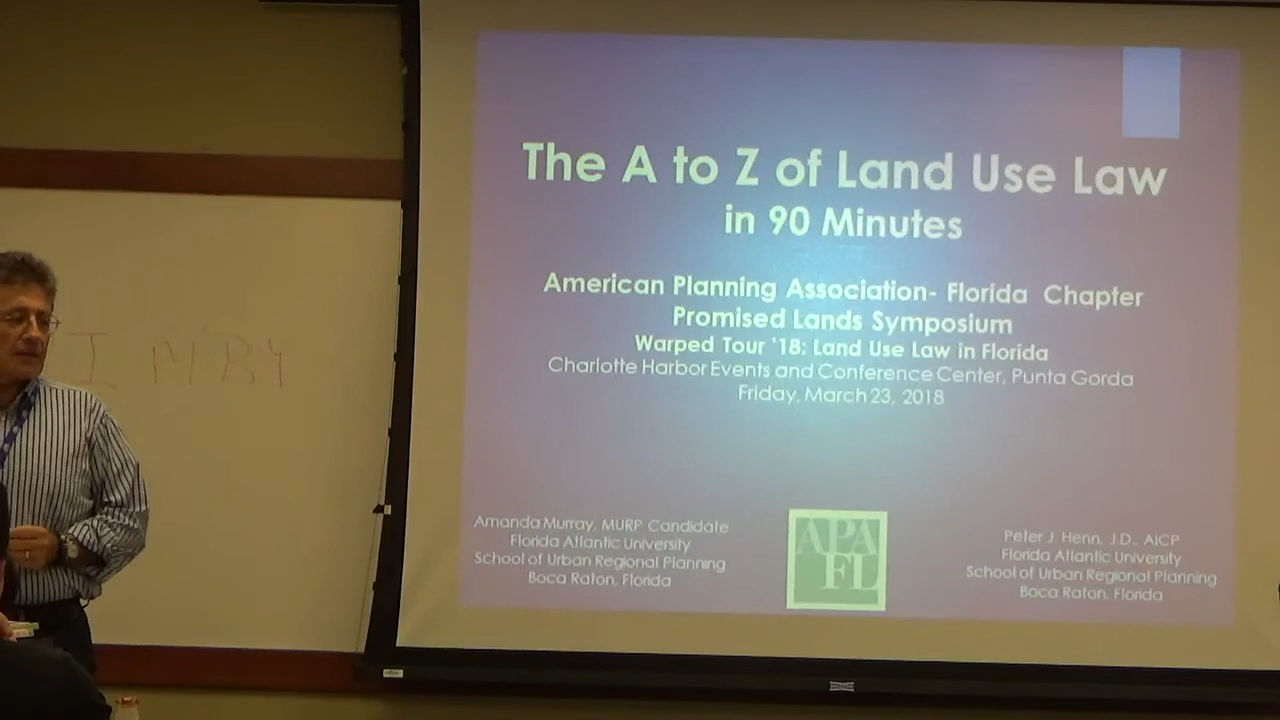 I M BY
The A to Z of Land Use Law
in 90 Minutes
American Planning Association- Florida Chapter
Promised Lands Symposium
Warped Tour '18: Land Use Law in Florida
Charlotte Harbor Events and Conference Center, Punta Gorda
Friday, March 23, 2018
Amanda Murray, MURP Candidate
Florida Atlantic University
School of Urban Regional Planning
Boca Raton, Florida
APA
FL
Peter J. Henn, J.D., AICP
Florida Atlantic University
School of Urban Regional Planning
Boca Raton, Florida